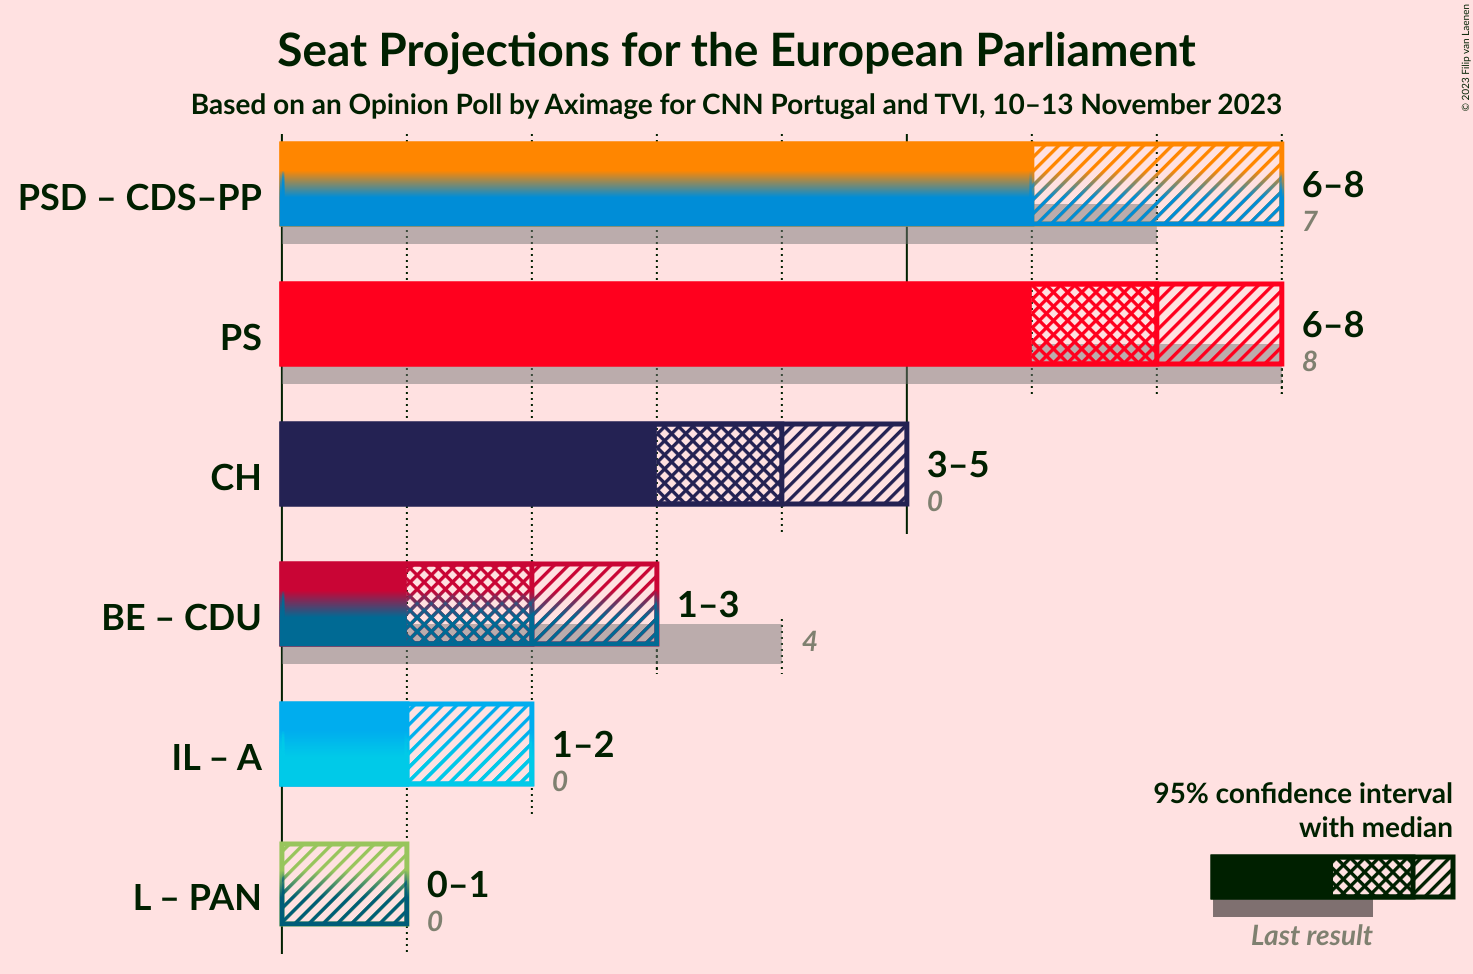 Seat Projections for the European Parliament
Based on an Opinion Poll by Aximage for CNN Portugal and TVI, 10–13 November 2023
© 2023 Filip van Laenen
PSD – CDS–PP
6–8
7
PS
6–8
8
CH
3–5
0
BE – CDU
1–3
4
IL – A
1–2
0
L – PAN
0–1
0
95% confidence interval
with median
Last result